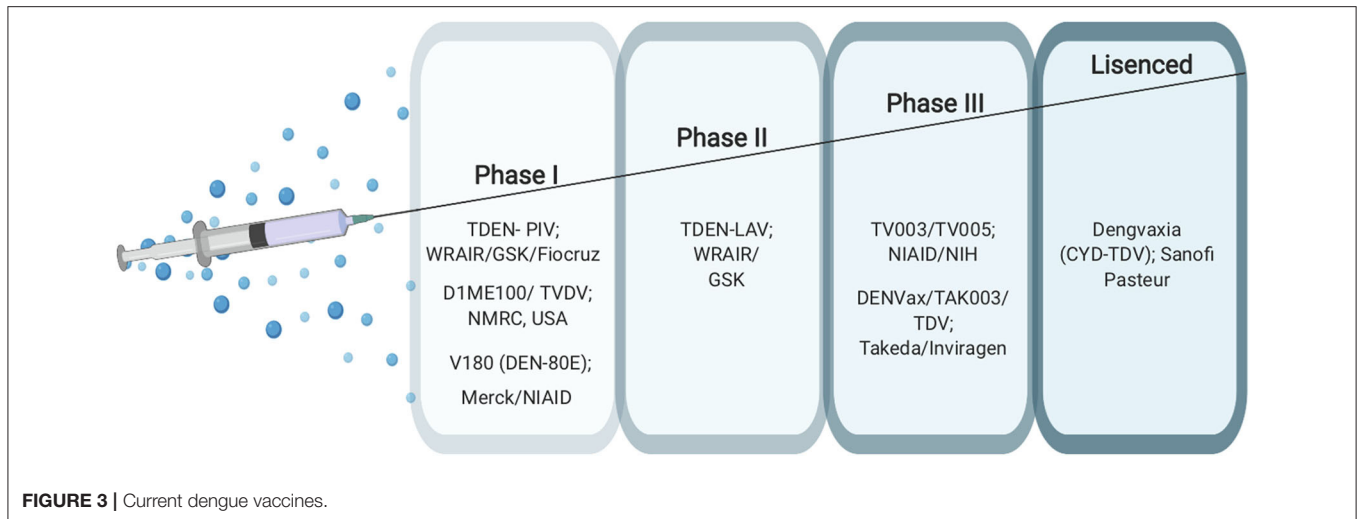 Phase I
TDEN- PIV;
WRAIR/GSK/Fiocruz
D1ME100/ TVDV;
NMRC, USA
V180 (DEN-80E);
Merck/NIAID
Phase II
TDEN-LAV;
WRAIR/
GSK
Phase III
TV003/TV005;
NIAID/NIH
DENVax/TAK003/
TDV;
Takeda/Inviragen
Lisenced
Dengvaxia
(CYD-TDV); Sanofi
Pasteur
FIGURE 3 | Current dengue vaccines.